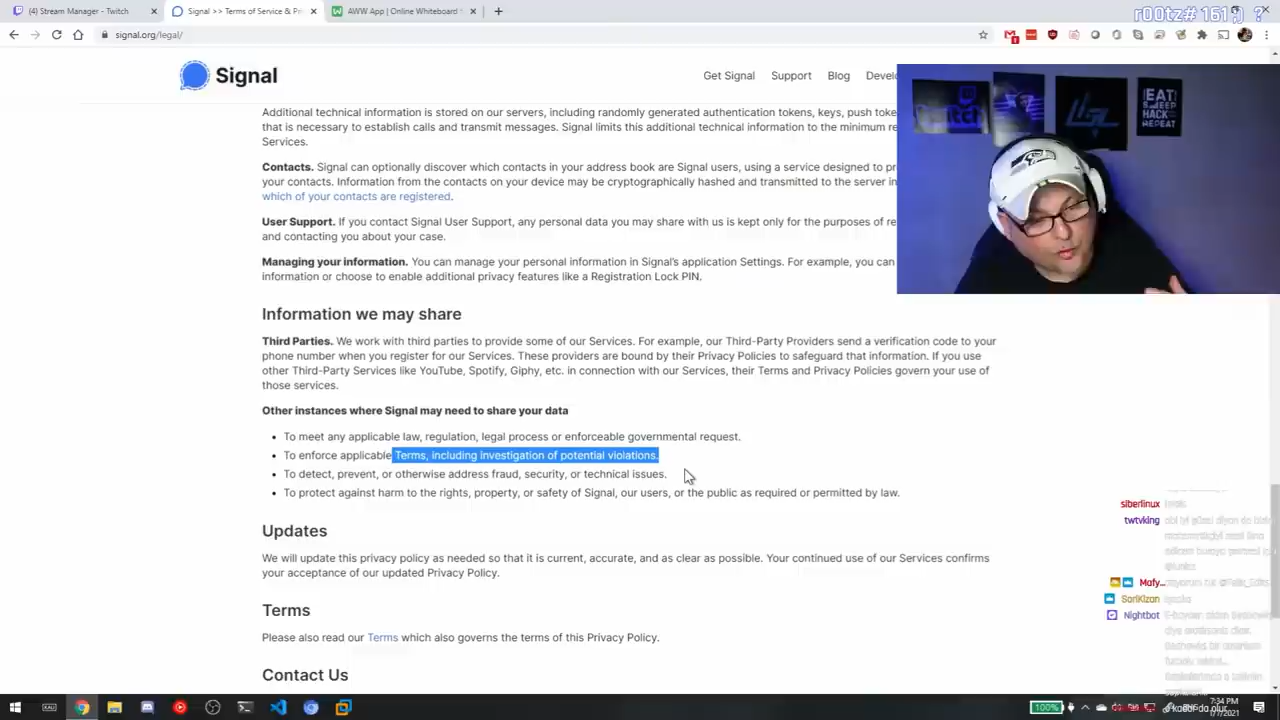 (4) Stream Manager - Twitch
Signal >> Terms of Service & Pri
AWW App | Online Whiteboard
r00tz# 161 ;) ?
signal.org/legal/
Signal
Get Signal Support Blog Develo
Additional technical information is stored on our servers, including randomly generated authentication tokens, keys, push toke
that is necessary to establish calls and transmit messages. Signal limits this additional technical information to the minimum re
Services.
Contacts. Signal can optionally discover which contacts in your address book are Signal users, using a service designed to pr
your contacts. Information from the contacts on your device may be cryptographically hashed and transmitted to the server in
which of your contacts are registered.
User Support. If you contact Signal User Support, any personal data you may share with us is kept only for the purposes of re
and contacting you about your case.
Managing your information. You can manage your personal information in Signal's application Settings. For example, you can
information or choose to enable additional privacy features like a Registration Lock PIN.
EAT
SLEEP
HACK
REPEAT
Information we may share
Third Parties. We work with third parties to provide some of our Services. For example, our Third-Party Providers send a verification code to your
phone number when you register for our Services. These providers are bound by their Privacy Policies to safeguard that information. If you use
other Third-Party Services like YouTube, Spotify, Giphy, etc. in connection with our Services, their Terms and Privacy Policies govern your use of
those services.
Other instances where Signal may need to share your data
• To meet any applicable law, regulation, legal process or enforceable governmental request.
• To enforce applicable Terms, including investigation of potential violations.
• To detect, prevent, or otherwise address fraud, security, or technical issues.
• To protect against harm to the rights, property, or safety of Signal, our users, or the public as required or permitted by law.
Updates
We will update this privacy policy as needed so that it is current, accurate, and as clear as possible. Your continued use of our Services confirms
your acceptance of our updated Privacy Policy.
Terms
Please also read our Terms which also governs the terms of this Privacy Policy.
Contact Us
siberlinux
twtvking
Mafy...
SariKizan
Nightbot
100%
7:34 PM
1/7/2021